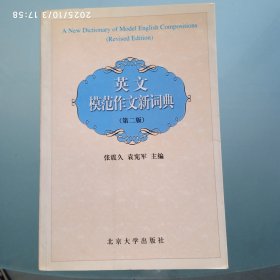 2025/10/3 17:58
A New Dictionary of Model English Compositions
(Revised Edition)
英文
模范作文新词典
(第二版)
张震久 袁宪军 主编
北京大学出版社